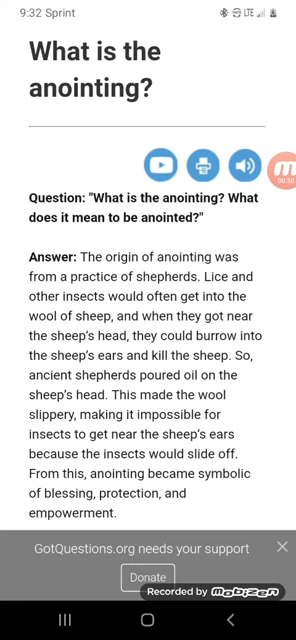 9:32 Sprint
LTE
What is the
anointing?
00:50
Question: "What is the anointing? What
does it mean to be anointed?"
Answer: The origin of anointing was
from a practice of shepherds. Lice and
other insects would often get into the
wool of sheep, and when they got near
the sheep's head, they could burrow into
the sheep's ears and kill the sheep. So,
ancient shepherds poured oil on the
sheep's head. This made the wool
slippery, making it impossible for
insects to get near the sheep's ears
because the insects would slide off.
From this, anointing became symbolic
of blessing, protection, and
empowerment.
GotQuestions.org needs your support
Donate
Recorded by mobizen